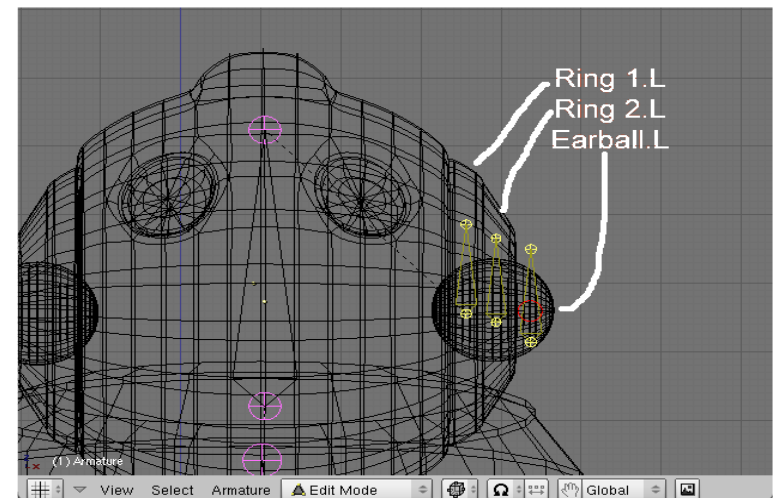 Ring 1.L
Ring 2.L
Earball.L
x (1) Armature
View Select Armature Edit Mode Global